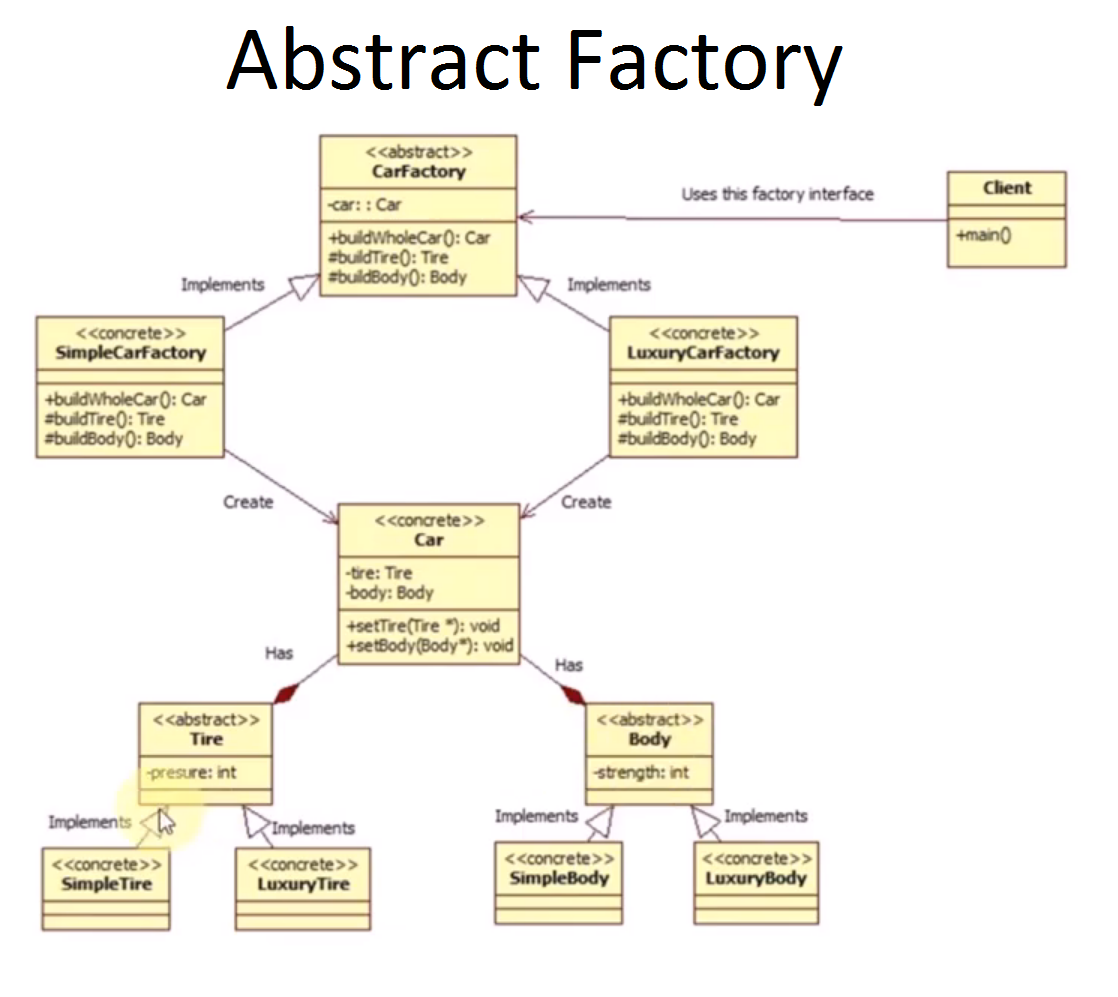 Abstract Factory
<<abstract>>
CarFactory
-car: : Car
+buildWholeCar(): Car
#buildTire(): Tire
#buildBody(): Body
Uses this factory interface
Client
+main()
Implements
Implements
<<concrete>>
SimpleCarFactory
+buildWholeCar(): Car
#buildTire(): Tire
#buildBody(): Body
<<concrete>>
LuxuryCarFactory
+buildWholeCar(): Car
#buildTire(): Tire
#buildBody(): Body
Create
Create
<<concrete>>
Car
-tire: Tire
-body: Body
+setTire(Tire *): void
+setBody(Body*): void
Has
Has
<<abstract>>
Tire
-presure: int
<<abstract>>
Body
-strength: int
Implements
Implements
Implements
Implements
<<concrete>>
SimpleTire
<<concrete>>
LuxuryTire
<<concrete>>
SimpleBody
<<concrete>>
LuxuryBody